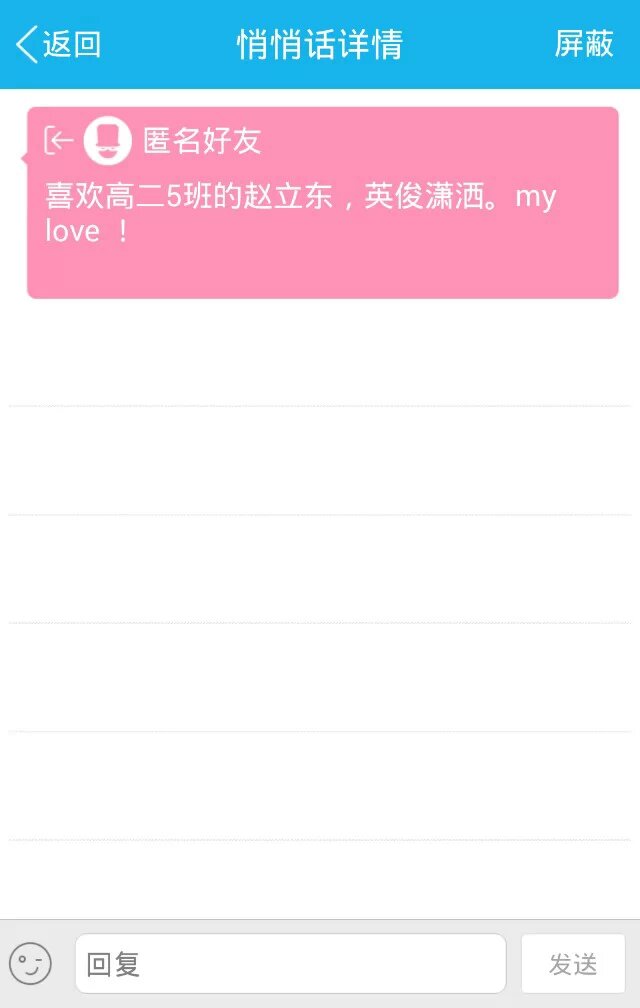 返回
悄悄话详情
屏蔽
匿名好友
喜欢高二5班的赵立东，英俊潇洒。my
love ！
回复
发送